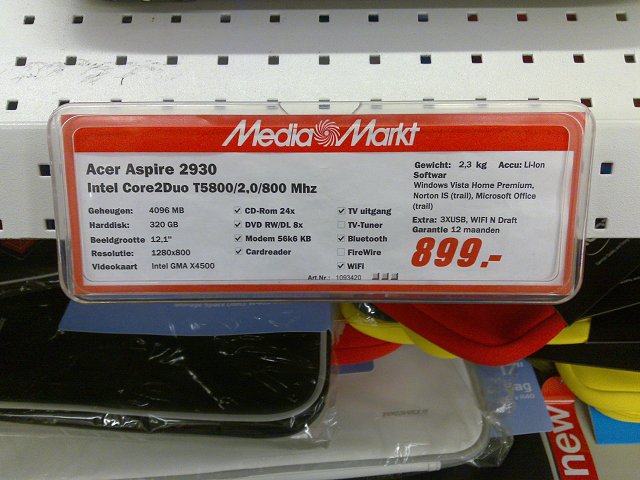 Media Markt
Acer Aspire 2930
Intel Core2Duo T5800/2,0/800 Mhz
Geheugen: 4096 MB
Harddisk: 320 GB
Beeldgrootte 12,1"
Resolutie: 1280x800
Videokaart Intel GMA X4500
CD-Rom 24x
DVD RW/DL 8x
Modem 56k6 KB
Cardreader
TV uitgang
TV-Tuner
Bluetooth
FireWire
WiFi
Art.Nr.: 1093420
Gewicht: 2,3 kg Accu: Li-Ion
Softwar
Windows Vista Home Premium,
Norton IS (trail), Microsoft Office
(trail)
Extra: 3XUSB, WIFI N Draft
Garantie 12 maanden
899.-
new